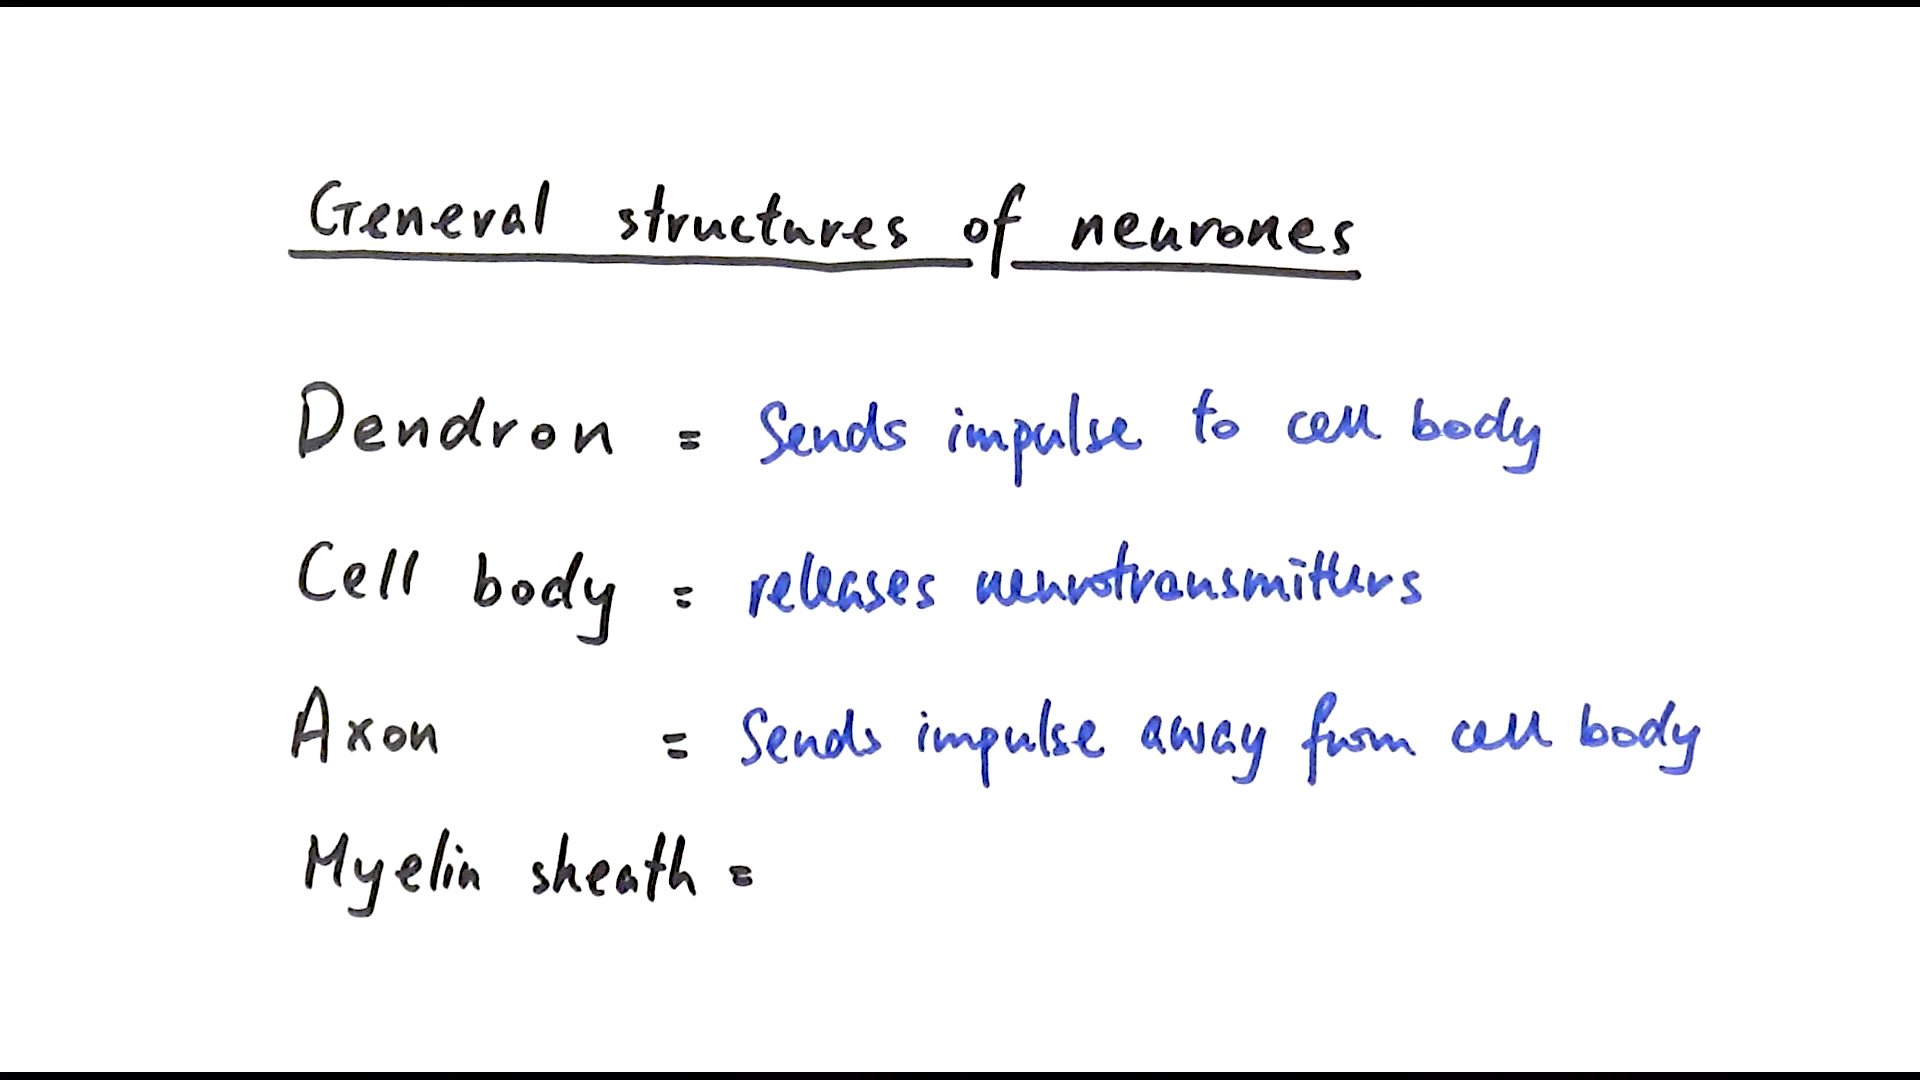 General structures of neurones
Dendron = Sends impulse to cell body
Cell body = releases neurotransmitters
Axon = Sends impulse away from cell body
Myelin sheath =